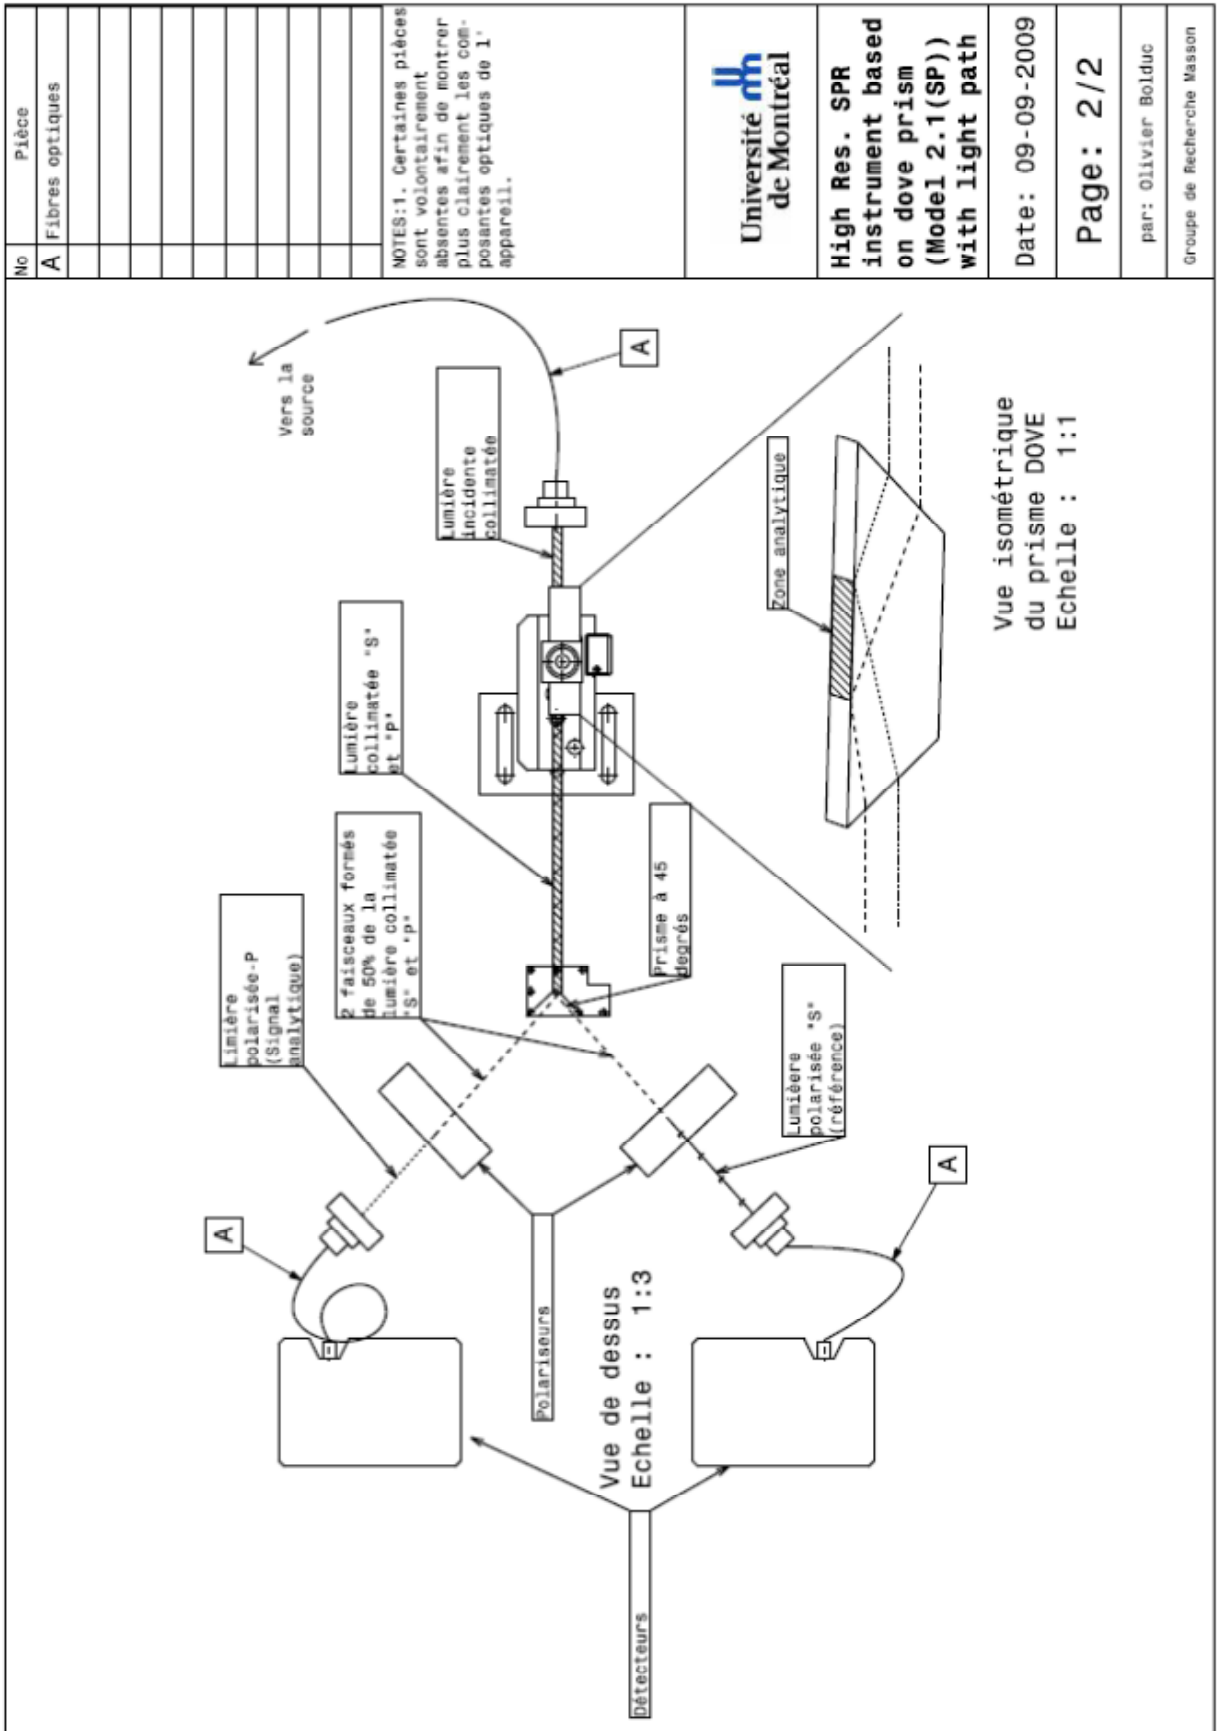 No Pièce
A Fibres optiques
NOTES:1. Certaines pièces
sont volontairement
absentes afin de montrer
plus clairement les com-
posantes optiques de l'
appareil.
Université
de Montréal
High Res. SPR
instrument based
on dove prism
(Model 2.1(SP))
with light path
Date: 09-09-2009
Page: 2/2
par: Olivier Bolduc
Groupe de Recherche Masson
Vers la
source
A
Lumière
incidente
collimatée
Lumière
collimatée "S"
et "P"
2 faisceaux formés
de 50% de la
lumière collimatée
"S" et "P"
Limière
polarisée-P
(Signal
analytique)
Prisme à 45
degrés
Lumièere
polarisée "S"
(référence)
A
A
Polariseurs
Détecteurs
Vue de dessus
Echelle : 1:3
Zone analytique
Vue isométrique
du prisme DOVE
Echelle : 1:1